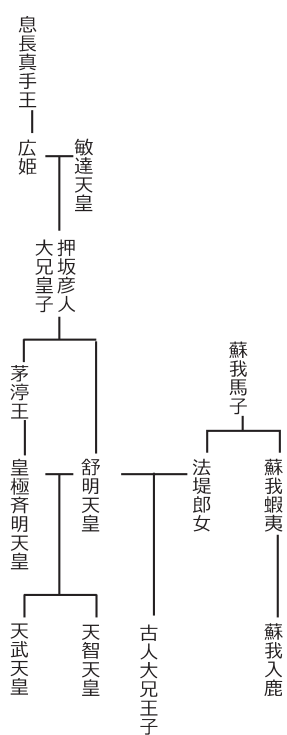 息長真手王
広姫
敏達天皇
押坂彦人
大兄皇子
茅渟王
蘇我馬子
皇極斉明天皇
舒明天皇
法堤郎女
蘇我蝦夷
天武天皇
天智天皇
古人大兄王子
蘇我入鹿